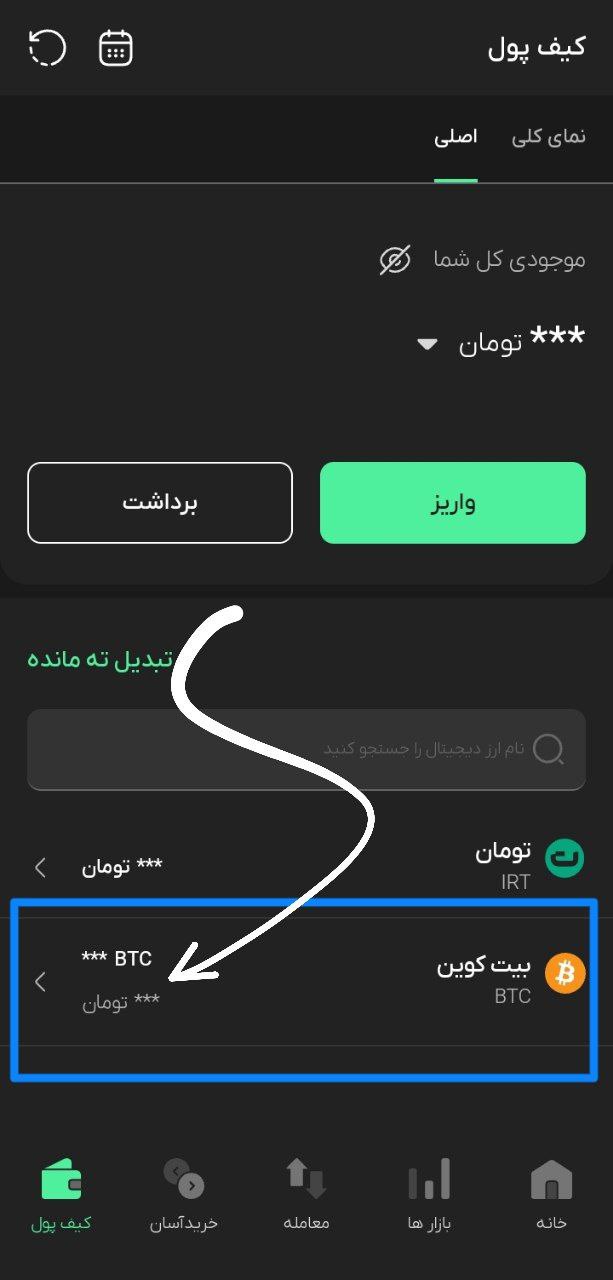 کیف پول
نمای کلی
اصلی
موجودی کل شما
*** تومان
واریز
برداشت
تبدیل ته مانده
نام ارز دیجیتال را جستجو کنید
تومان
IRT
*** تومان
بیت کوین
BTC
*** BTC
*** تومان
خانه
بازار ها
معامله
خریدآسان
کیف پول